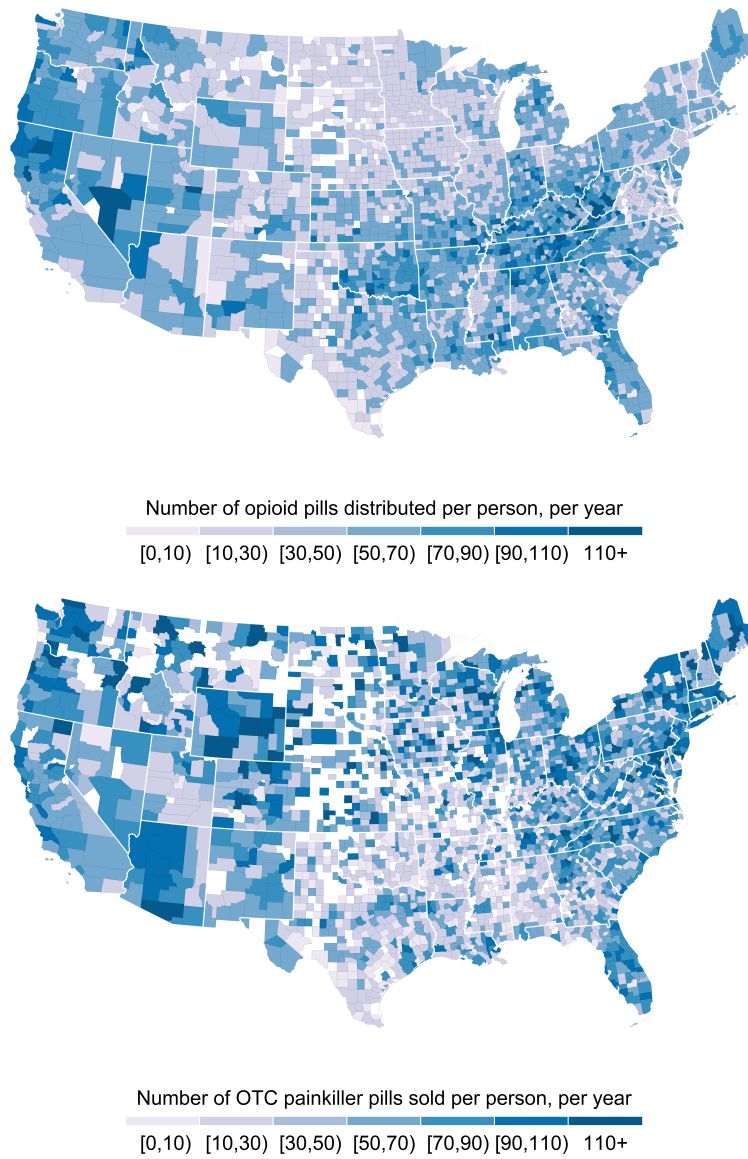 Number of opioid pills distributed per person, per year
[0,10) [10,30) [30,50) [50,70) [70,90) [90,110) 110+
Number of OTC painkiller pills sold per person, per year
[0,10) [10,30) [30,50) [50,70) [70,90) [90,110) 110+